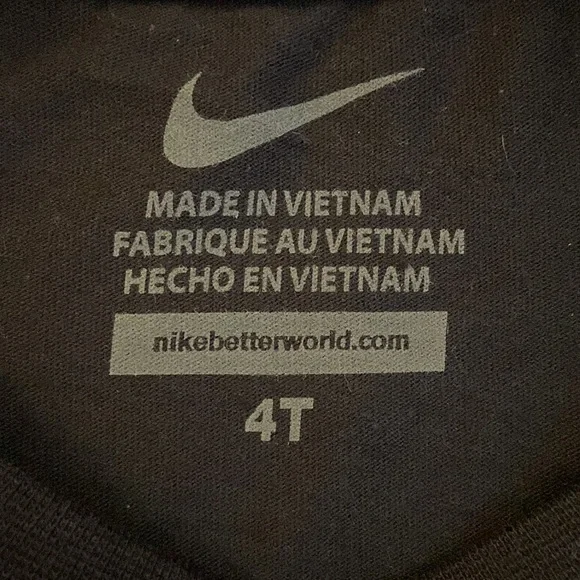 MADE IN VIETNAM
FABRIQUE AU VIETNAM
HECHO EN VIETNAM
nikebetterworld.com
4T